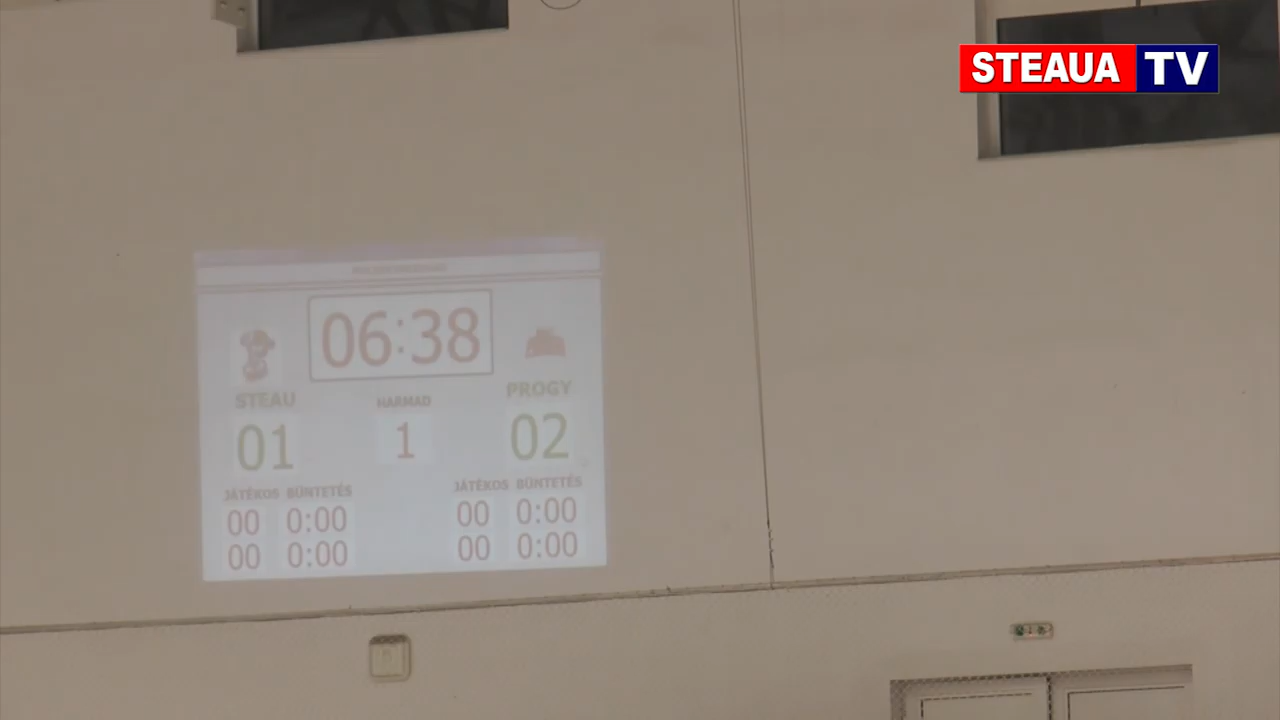 STEAUA TV
06:38
STEAU HARMAD PROGY
01 1 02
JÁTÉKOS BÜNTETÉS JÁTÉKOS BÜNTETÉS
00 0:00 00 0:00
00 0:00 00 0:00